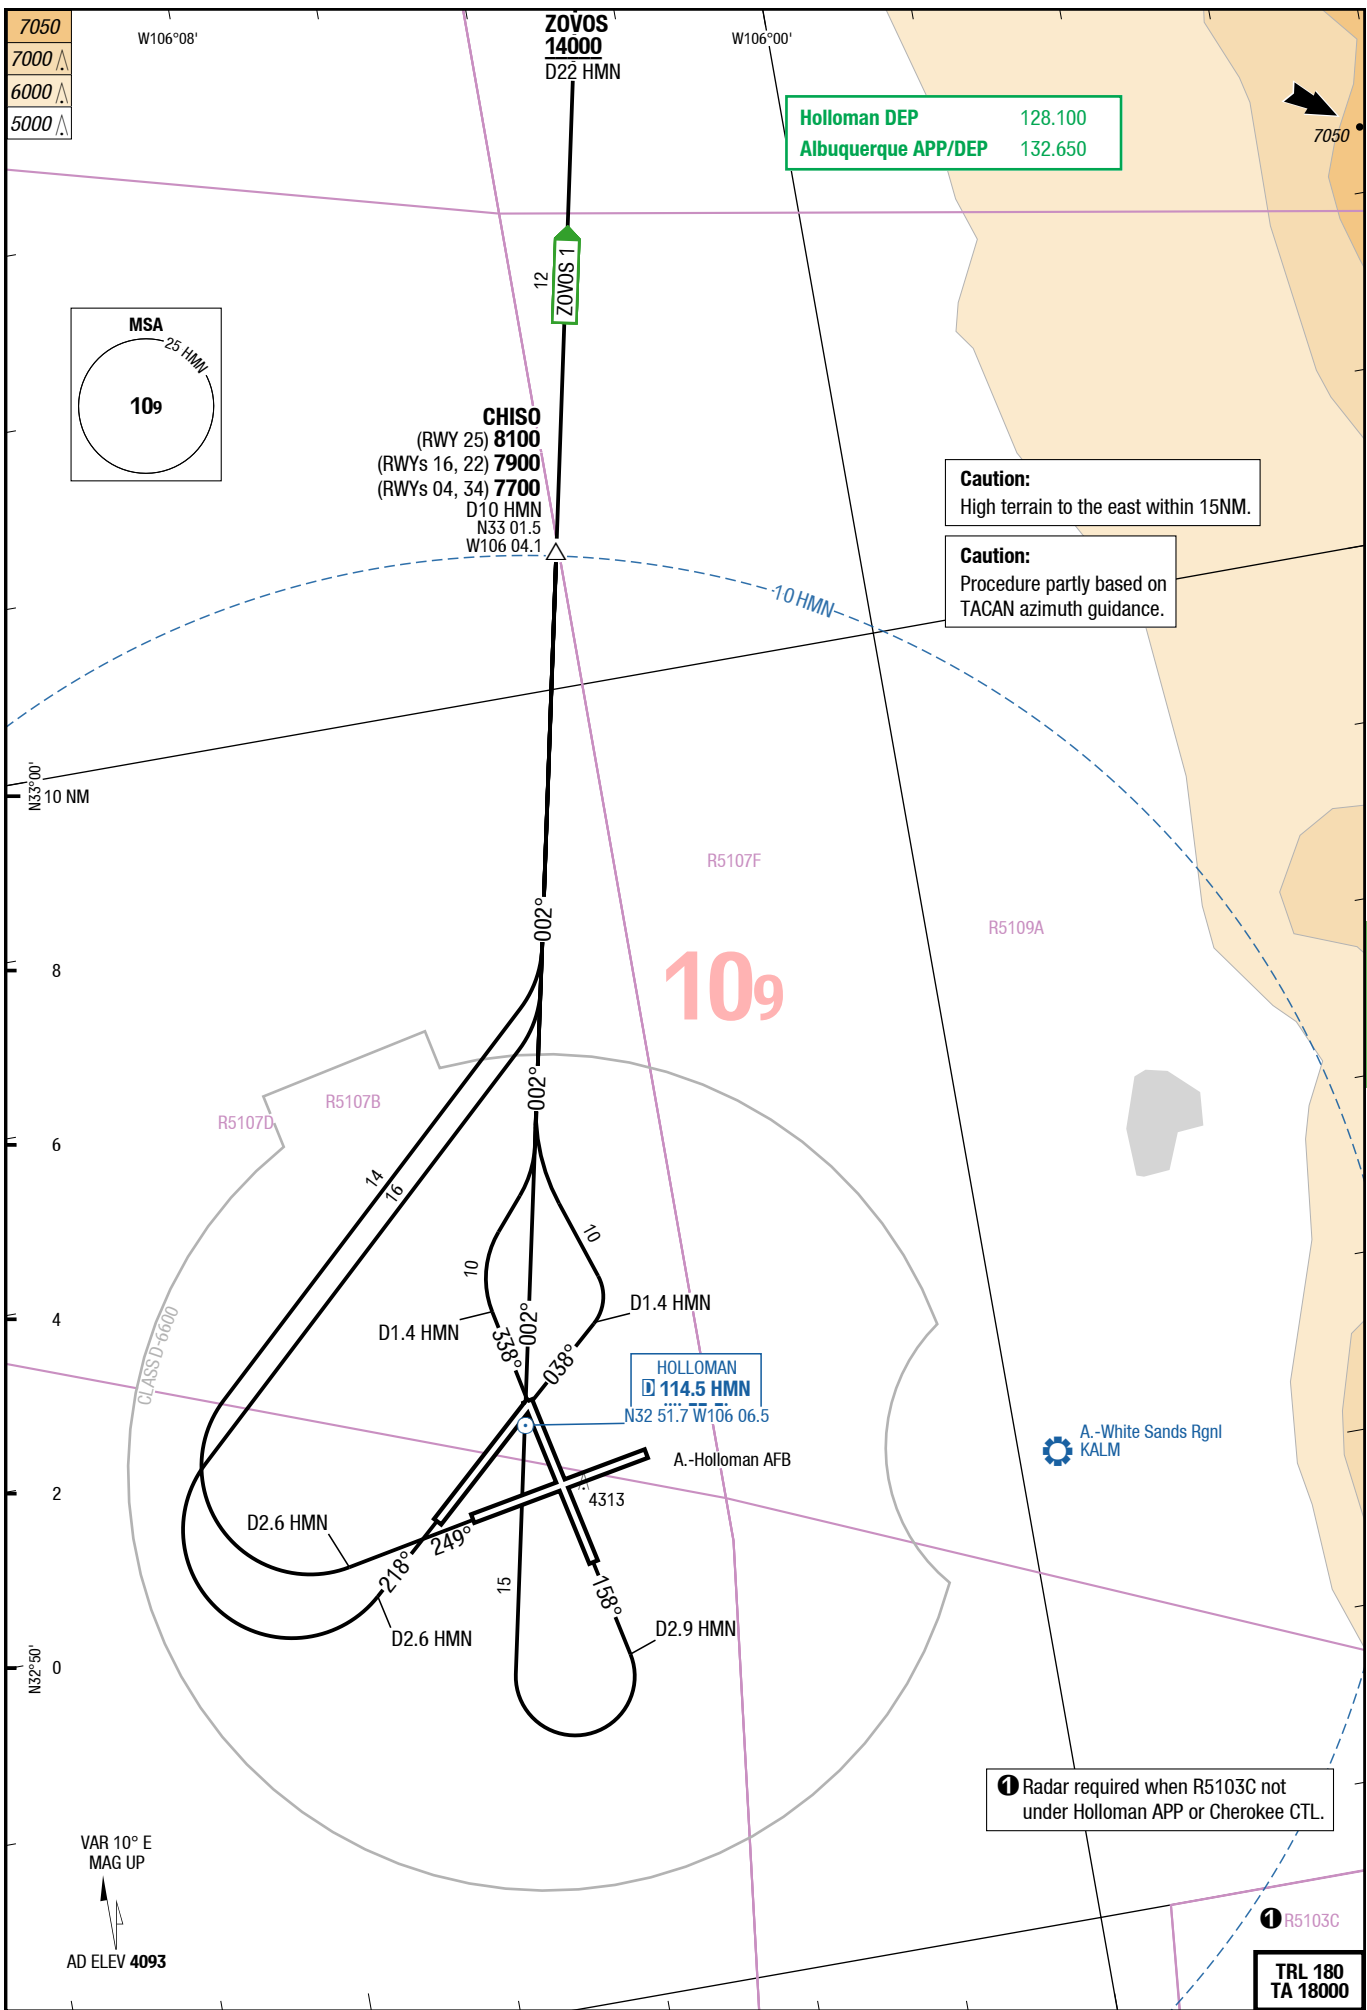 7050
7000
6000
5000
W106°08'
ZOVOS
14000
D22 HMN
W106°00'
Holloman DEP 128.100
Albuquerque APP/DEP 132.650
7050
12
ZOVOS 1
MSA
25 HMN
109
CHISO
(RWY 25) 8100
(RWYs 16, 22) 7900
(RWYs 04, 34) 7700
D10 HMN
N33 01.5
W106 04.1
Caution:
High terrain to the east within 15NM.
Caution:
Procedure partly based on
TACAN azimuth guidance.
10 HMN
N33°00'
10 NM
R5107F
002°
R5109A
109
8
002°
R5107B
R5107D
6
14
16
10
10
4
D1.4 HMN
D1.4 HMN
002°
338°
038°
CLASS D-6600
HOLLOMAN
D 114.5 HMN
N32 51.7 W106 06.5
A.-White Sands Rgnl
KALM
A.-Holloman AFB
4313
2
D2.6 HMN
249°
218°
15
158°
D2.9 HMN
D2.6 HMN
N32°50'
0
1 Radar required when R5103C not
under Holloman APP or Cherokee CTL.
VAR 10° E
MAG UP
AD ELEV 4093
1 R5103C
TRL 180
TA 18000